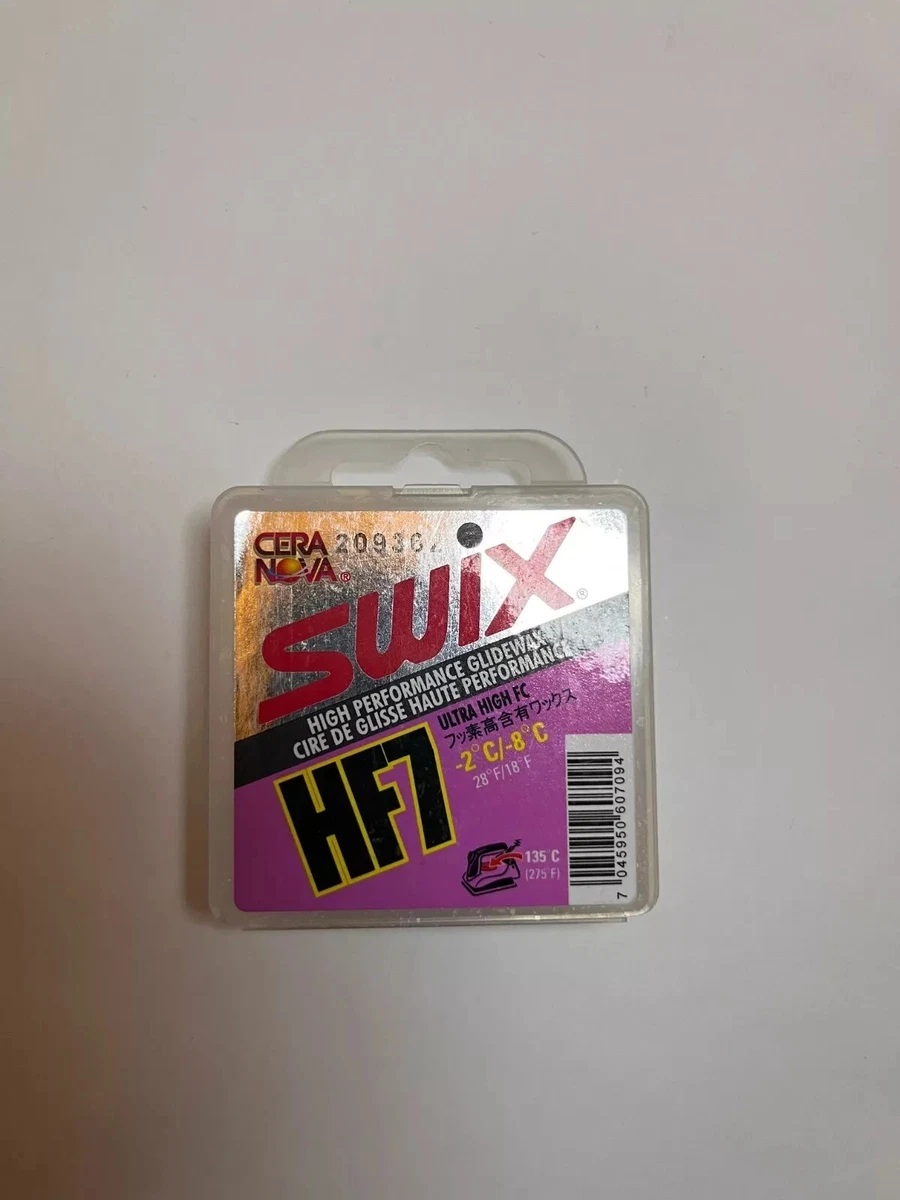 CERA NOVA®
209362
SWiX®
HIGH PERFORMANCE GLIDEWAX
CIRE DE GLISSE HAUTE PERFORMANCE
HF7
ULTRA HIGH FC
フッ素高含有ワックス
-2°C/-8°C
28°F/18°F
135°C
(275°F)
7 045950 607094